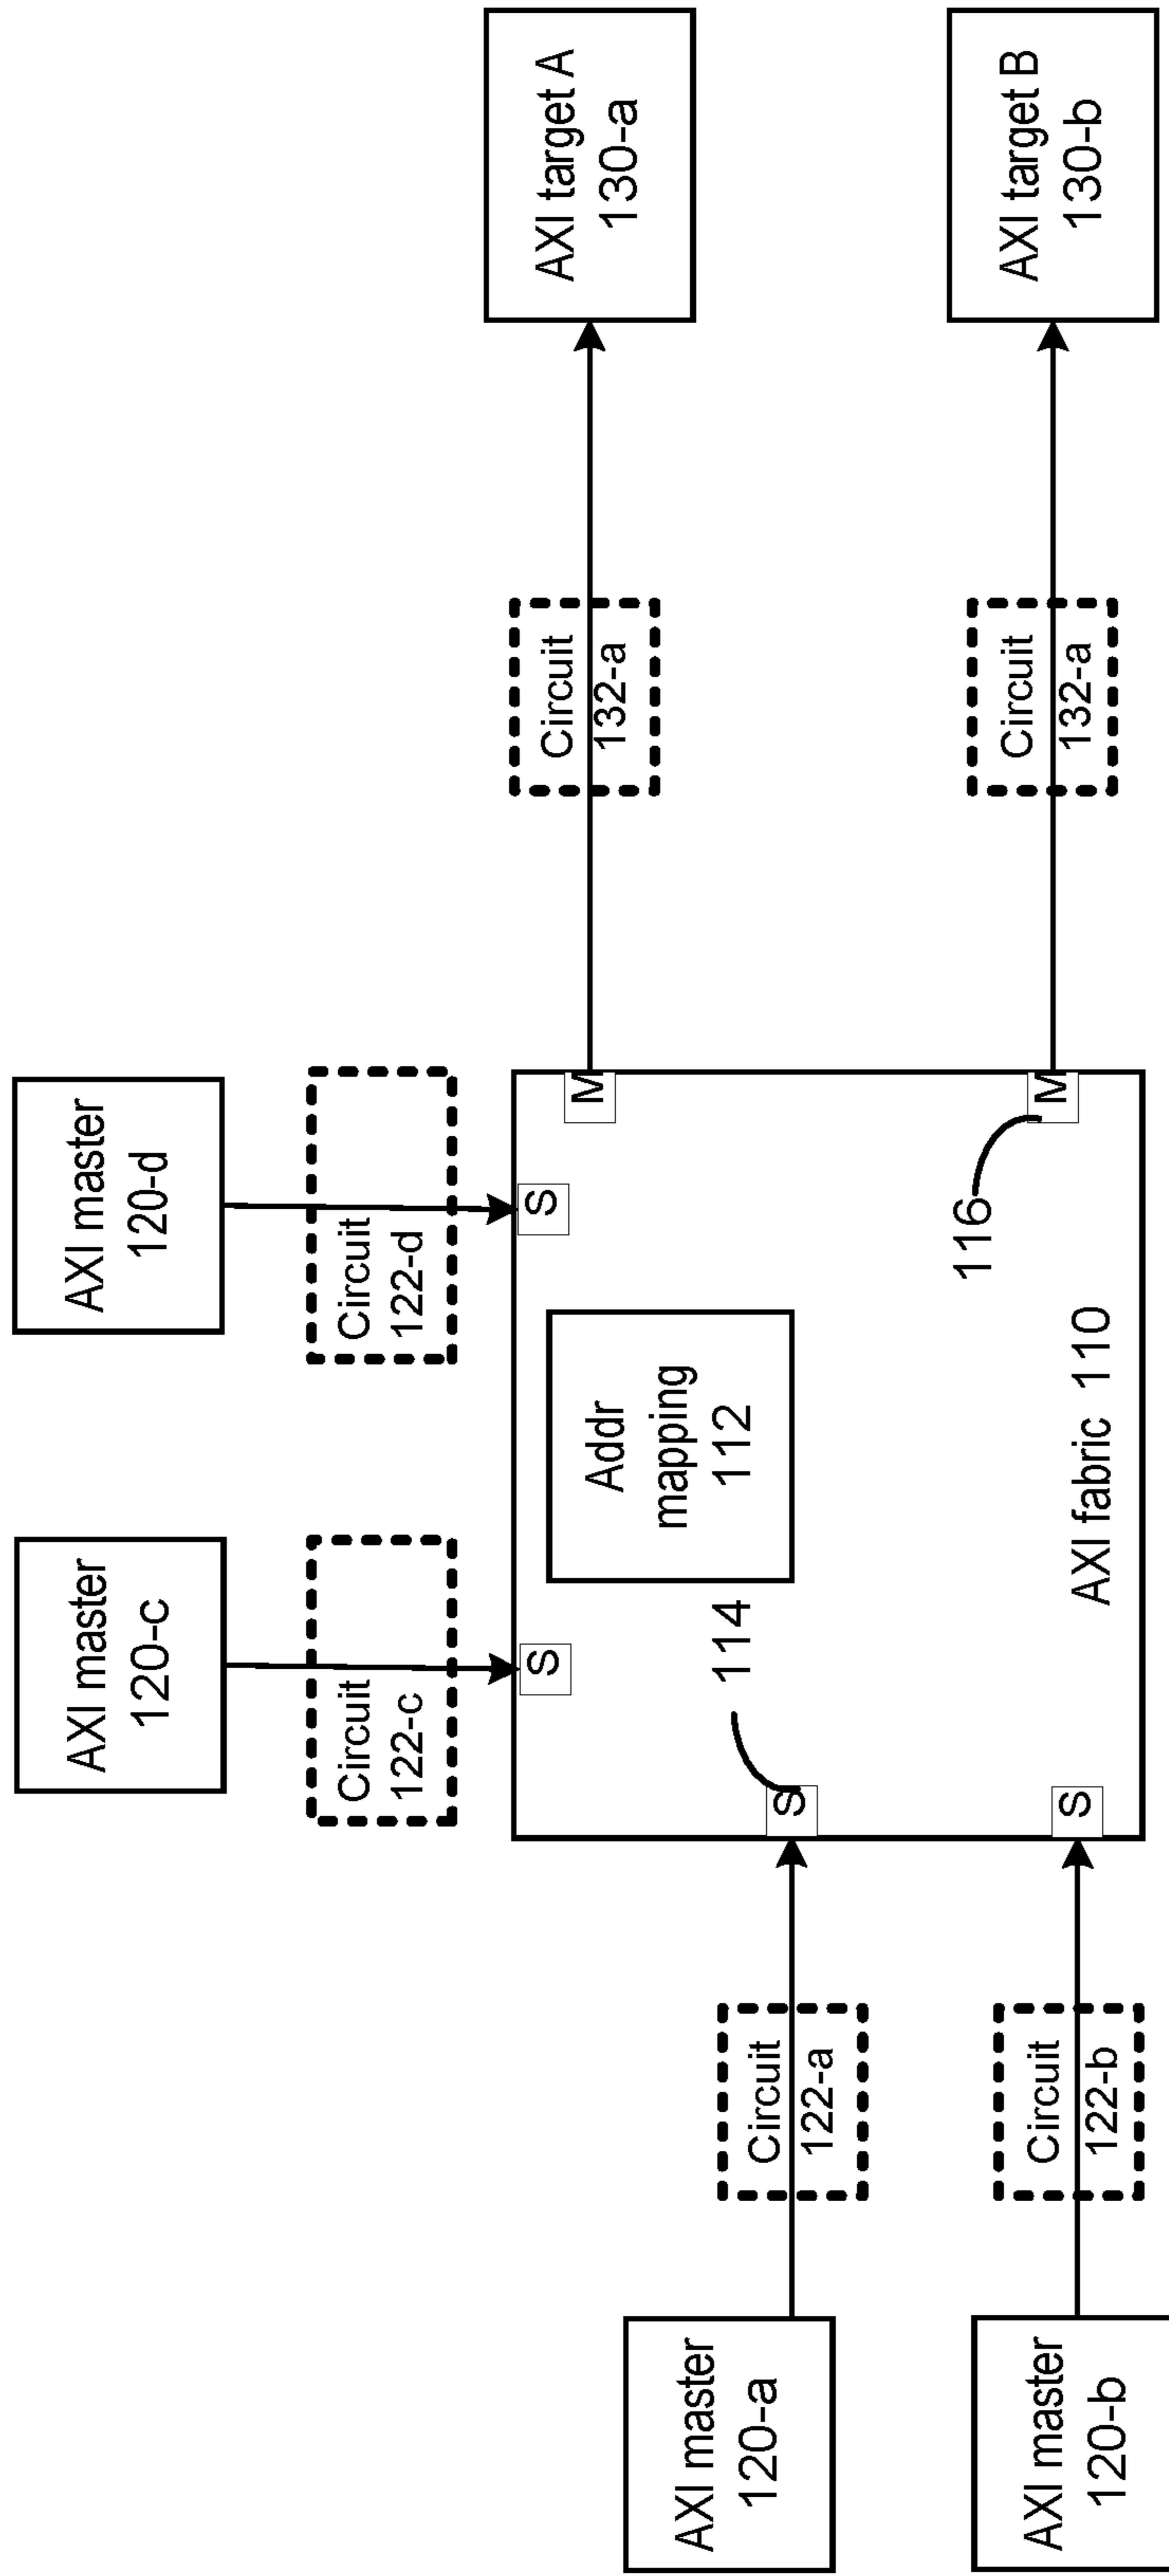 AXI master
120-c
AXI master
120-d
Circuit
122-c
Circuit
122-d
AXI target A
130-a
S
S
M
Circuit
132-a
Addr
mapping
112
AXI master
120-a
Circuit
122-a
S
114
AXI target B
130-b
116
M
Circuit
132-a
AXI master
120-b
Circuit
122-b
S
AXI fabric 110